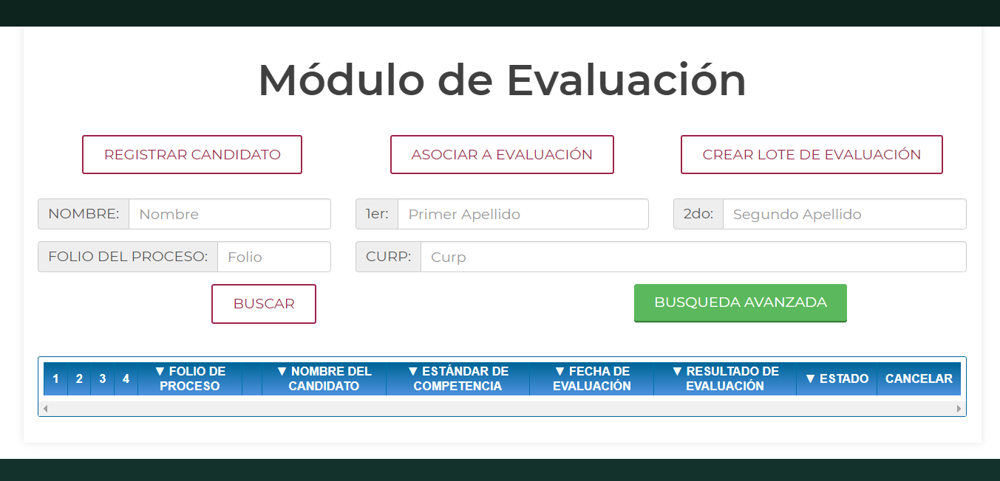 Módulo de Evaluación
REGISTRAR CANDIDATO
ASOCIAR A EVALUACIÓN
CREAR LOTE DE EVALUACIÓN
NOMBRE: Nombre
1er: Primer Apellido
2do: Segundo Apellido
FOLIO DEL PROCESO: Folio
CURP: Curp
BUSCAR
BUSQUEDA AVANZADA
1
2
3
4
▼ FOLIO DE
PROCESO
▼ NOMBRE DEL
CANDIDATO
▼ ESTÁNDAR DE
COMPETENCIA
▼ FECHA DE
EVALUACIÓN
▼ RESULTADO DE
EVALUACIÓN
▼ ESTADO
CANCELAR